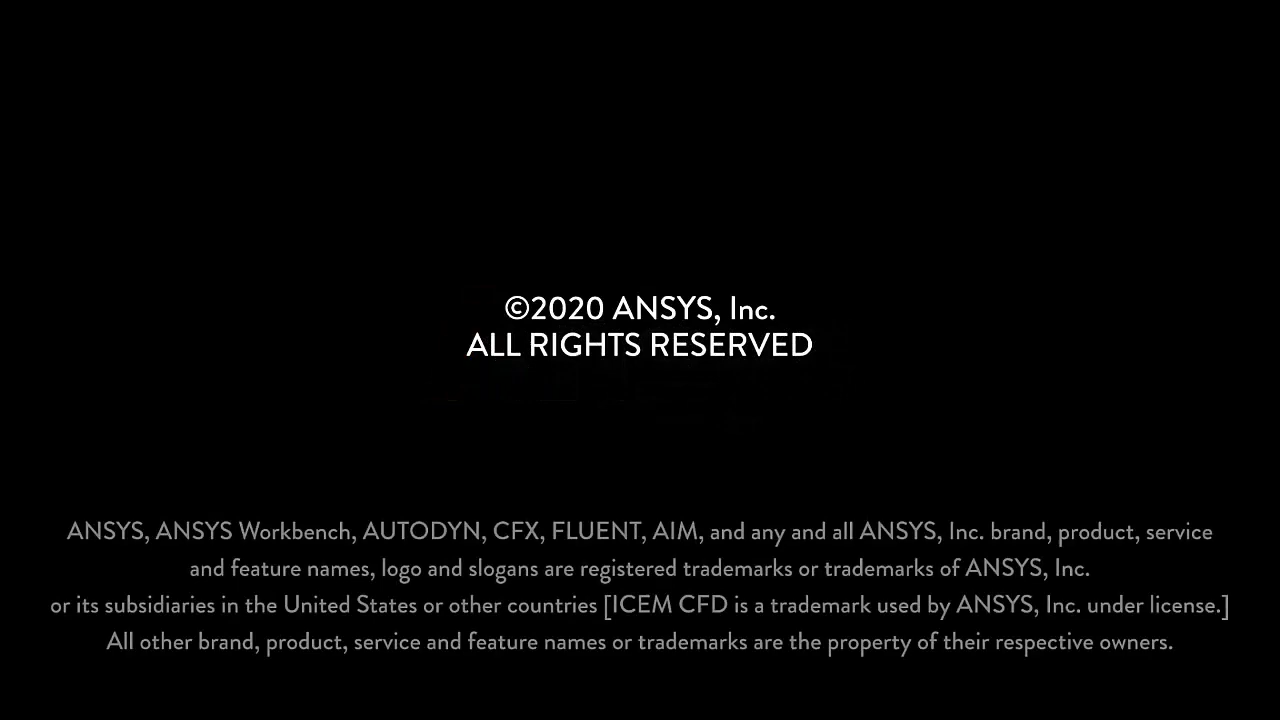 ©2020 ANSYS, Inc.
ALL RIGHTS RESERVED
ANSYS, ANSYS Workbench, AUTODYN, CFX, FLUENT, AIM, and any and all ANSYS, Inc. brand, product, service
and feature names, logo and slogans are registered trademarks or trademarks of ANSYS, Inc.
or its subsidiaries in the United States or other countries [ICEM CFD is a trademark used by ANSYS, Inc. under license.]
All other brand, product, service and feature names or trademarks are the property of their respective owners.